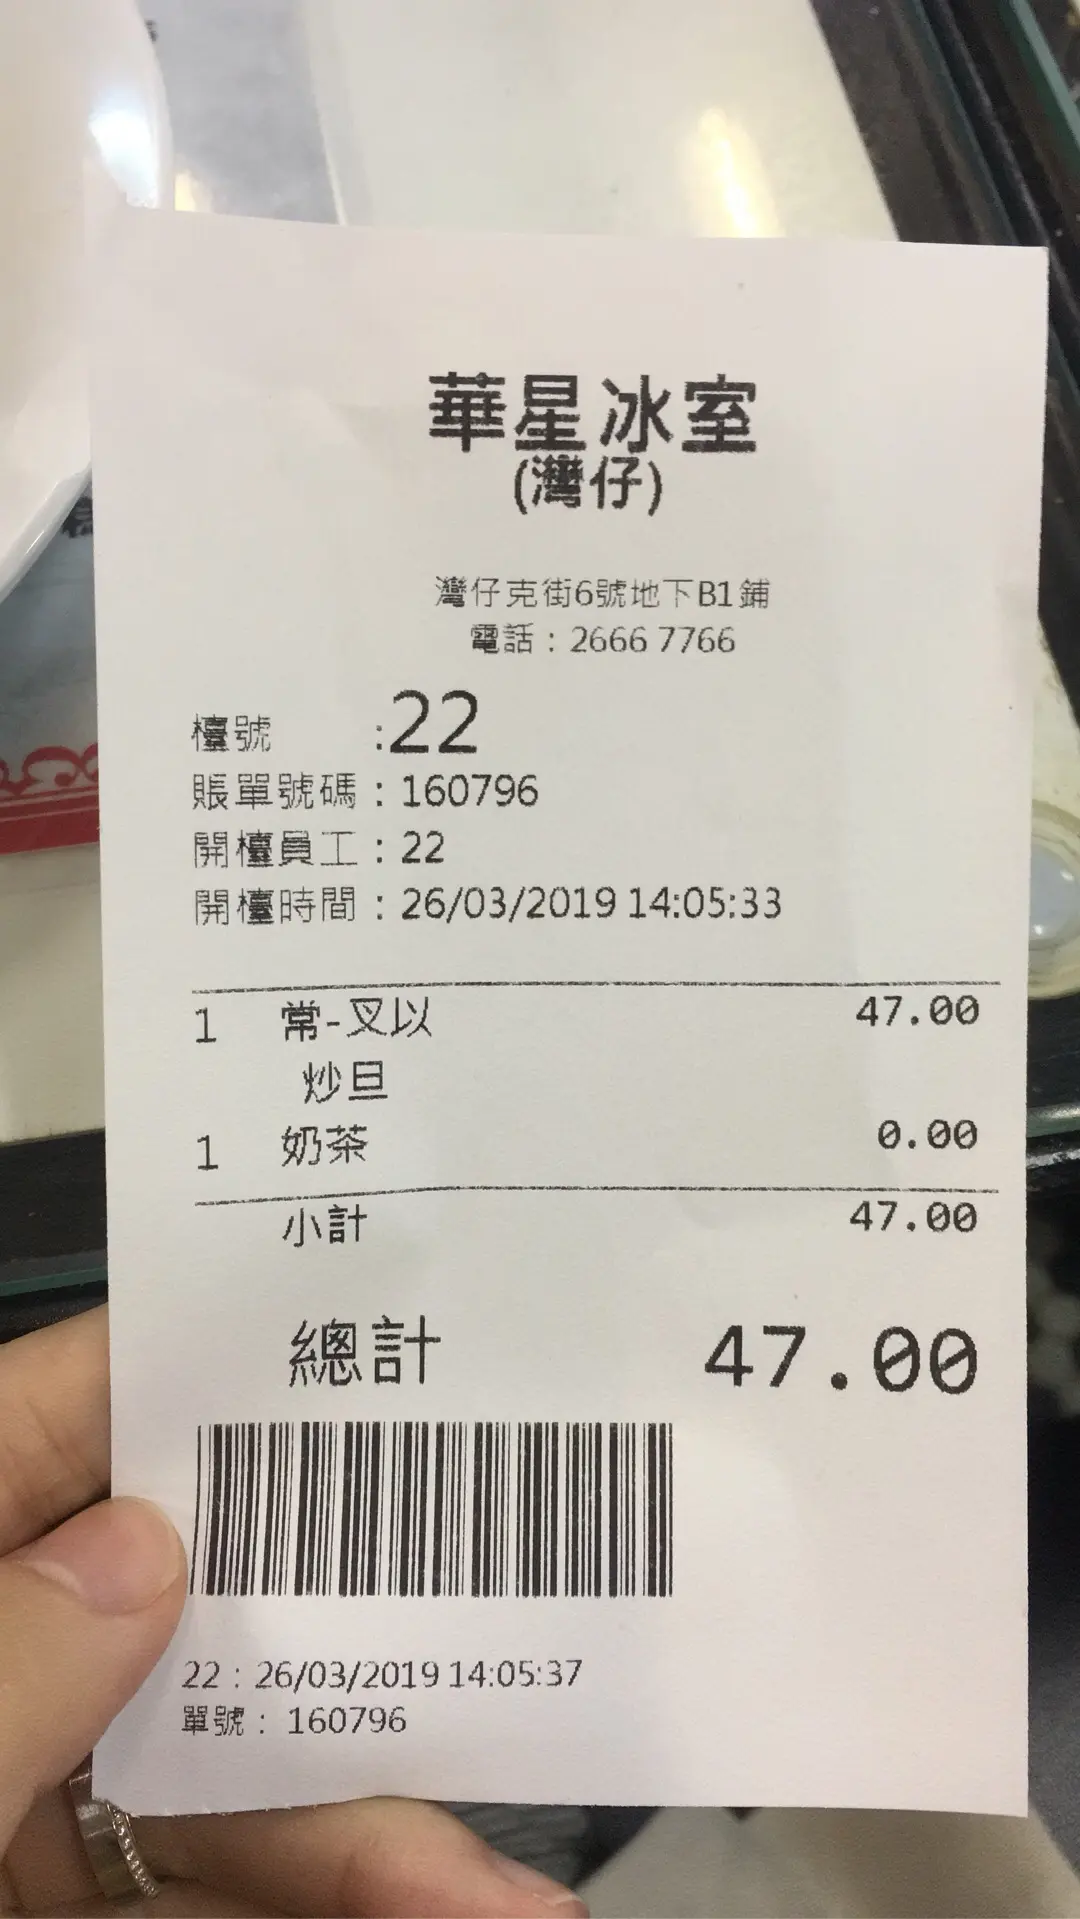 華星冰室
(灣仔)
灣仔克街6號地下B1鋪
電話：2666 7766
檯號 :22
賬單號碼：160796
開檯員工：22
開檯時間：26/03/2019 14:05:33
1 常-叉以 47.00
炒旦
1 奶茶 0.00
小計 47.00
總計 47.00
22：26/03/2019 14:05:37
單號： 160796